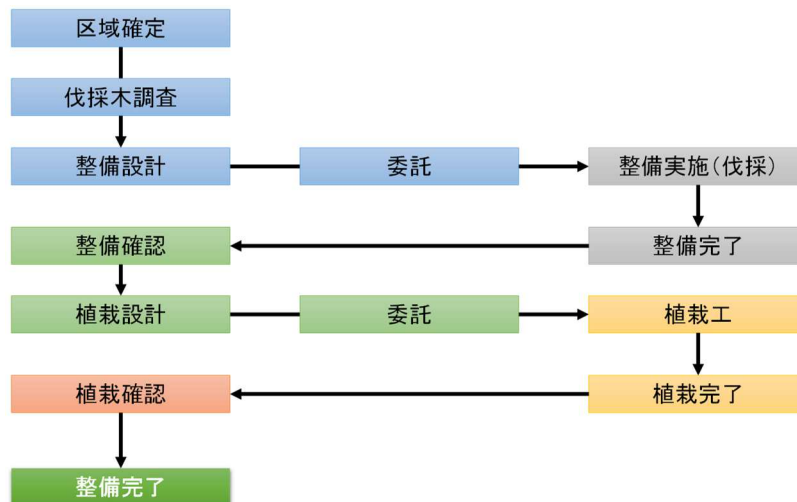 区域確定
伐採木調査
整備設計
委託
整備実施(伐採)
整備確認
整備完了
植栽設計
委託
植栽工
植栽確認
植栽完了
整備完了